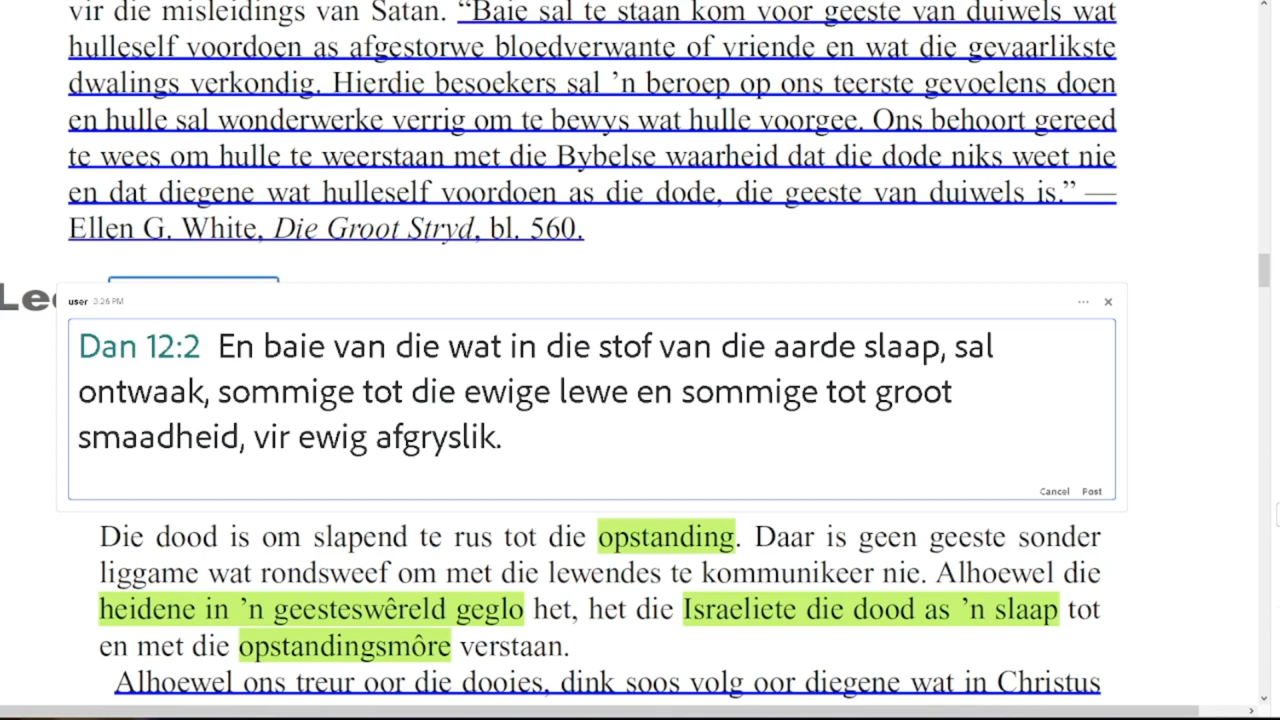 vir die misleidings van Satan. “Baie sal te staan kom voor geeste van duiwels wat
hulleself voordoen as afgestorwe bloedverwante of vriende en wat die gevaarlikste
dwalings verkondig. Hierdie besoekers sal ’n beroep op ons teerste gevoelens doen
en hulle sal wonderwerke verrig om te bewys wat hulle voorgee. Ons behoort gereed
te wees om hulle te weerstaan met die Bybelse waarheid dat die dode niks weet nie
en dat diegene wat hulleself voordoen as die dode, die geeste van duiwels is.” —
Ellen G. White, Die Groot Stryd, bl. 560.
user 3:26 PM
Dan 12:2 En baie van die wat in die stof van die aarde slaap, sal
ontwaak, sommige tot die ewige lewe en sommige tot groot
smaadheid, vir ewig afgryslik.
Cancel Post
Die dood is om slapend te rus tot die opstanding. Daar is geen geeste sonder
liggame wat rondsweef om met die lewendes te kommunikeer nie. Alhoewel die
heidene in ’n geesteswêreld geglo het, het die Israeliete die dood as ’n slaap tot
en met die opstandingsmôre verstaan.
Alhoewel ons treur oor die dooies, dink soos volg oor diegene wat in Christus